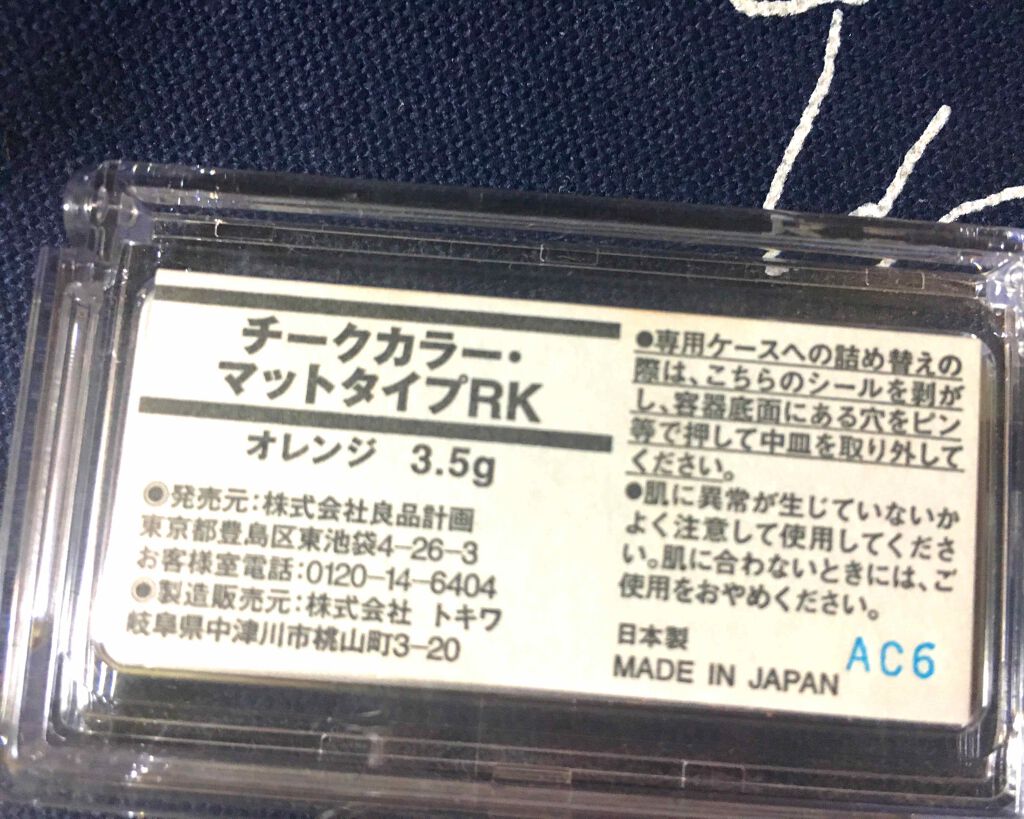 チークカラー・
マットタイプRK
オレンジ 3.5g
●発売元:株式会社良品計画
東京都豊島区東池袋4-26-3
お客様室電話:0120-14-6404
●製造販売元:株式会社 トキワ
岐阜県中津川市桃山町3-20
●専用ケースへの詰め替えの
際は、こちらのシールを剥が
し、容器底面にある穴をピン
等で押して中皿を取り外して
ください。
●肌に異常が生じていないか
よく注意して使用してくださ
い。肌に合わないときには、ご
使用をおやめください。
日本製
MADE IN JAPAN
AC6